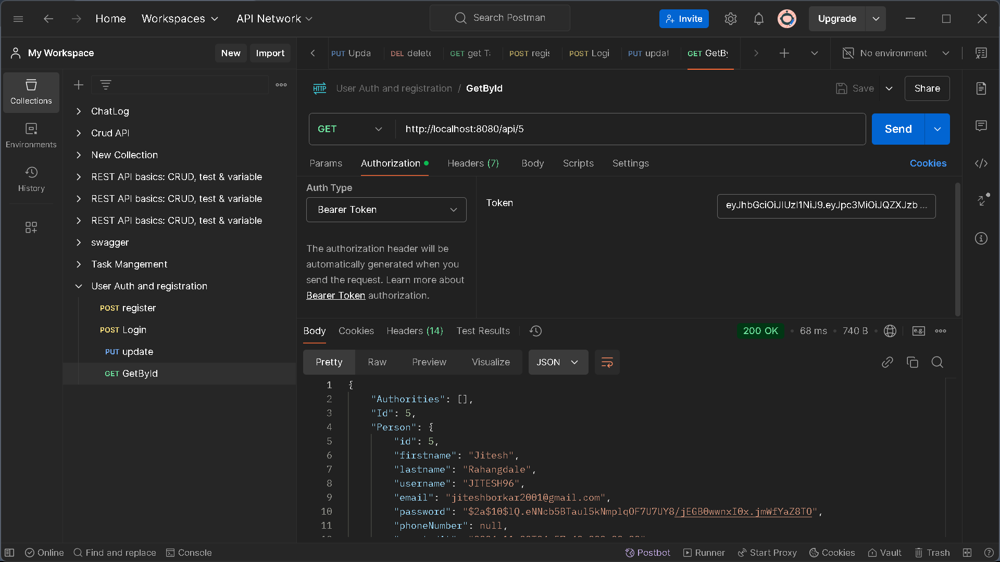 Home Workspaces API Network Search Postman Invite Upgrade
My Workspace New Import
PUT Upda DEL delete GET get Ta POST regis POST Logi PUT updat GET GetBy No environment
Collections
Environments
History
ChatLog
Crud API
New Collection
REST API basics: CRUD, test & variable
REST API basics: CRUD, test & variable
REST API basics: CRUD, test & variable
swagger
Task Mangement
User Auth and registration
POST register
POST Login
PUT update
GET GetById
HTTP User Auth and registration / GetById Save Share
GET http://localhost:8080/api/5 Send
Params Authorization Headers (7) Body Scripts Settings Cookies
Auth Type
Bearer Token
The authorization header will be
automatically generated when you
send the request. Learn more about
Bearer Token authorization.
Token eyJhbGciOiJIUzI1NiJ9.eyJpc3MiOiJQZXJzb ...
Body Cookies Headers (14) Test Results 200 OK 68 ms 740 B e.g.
Pretty Raw Preview Visualize JSON
1 {
2 "Authorities": [],
3 "Id": 5,
4 "Person": {
5 "id": 5,
6 "firstname": "Jitesh",
7 "lastname": "Rahangdale",
8 "username": "JITESH96",
9 "email": "jiteshborkar2001@gmail.com",
10 "password": "$2a$10$lQ.eNNcb5BTaul5kNmplqOF7U7UY8/jEGB0wwnxI0x.jmWfYaZ8TO",
11 "phoneNumber": null,
Online Find and replace Console Postbot Runner Start Proxy Cookies Vault Trash